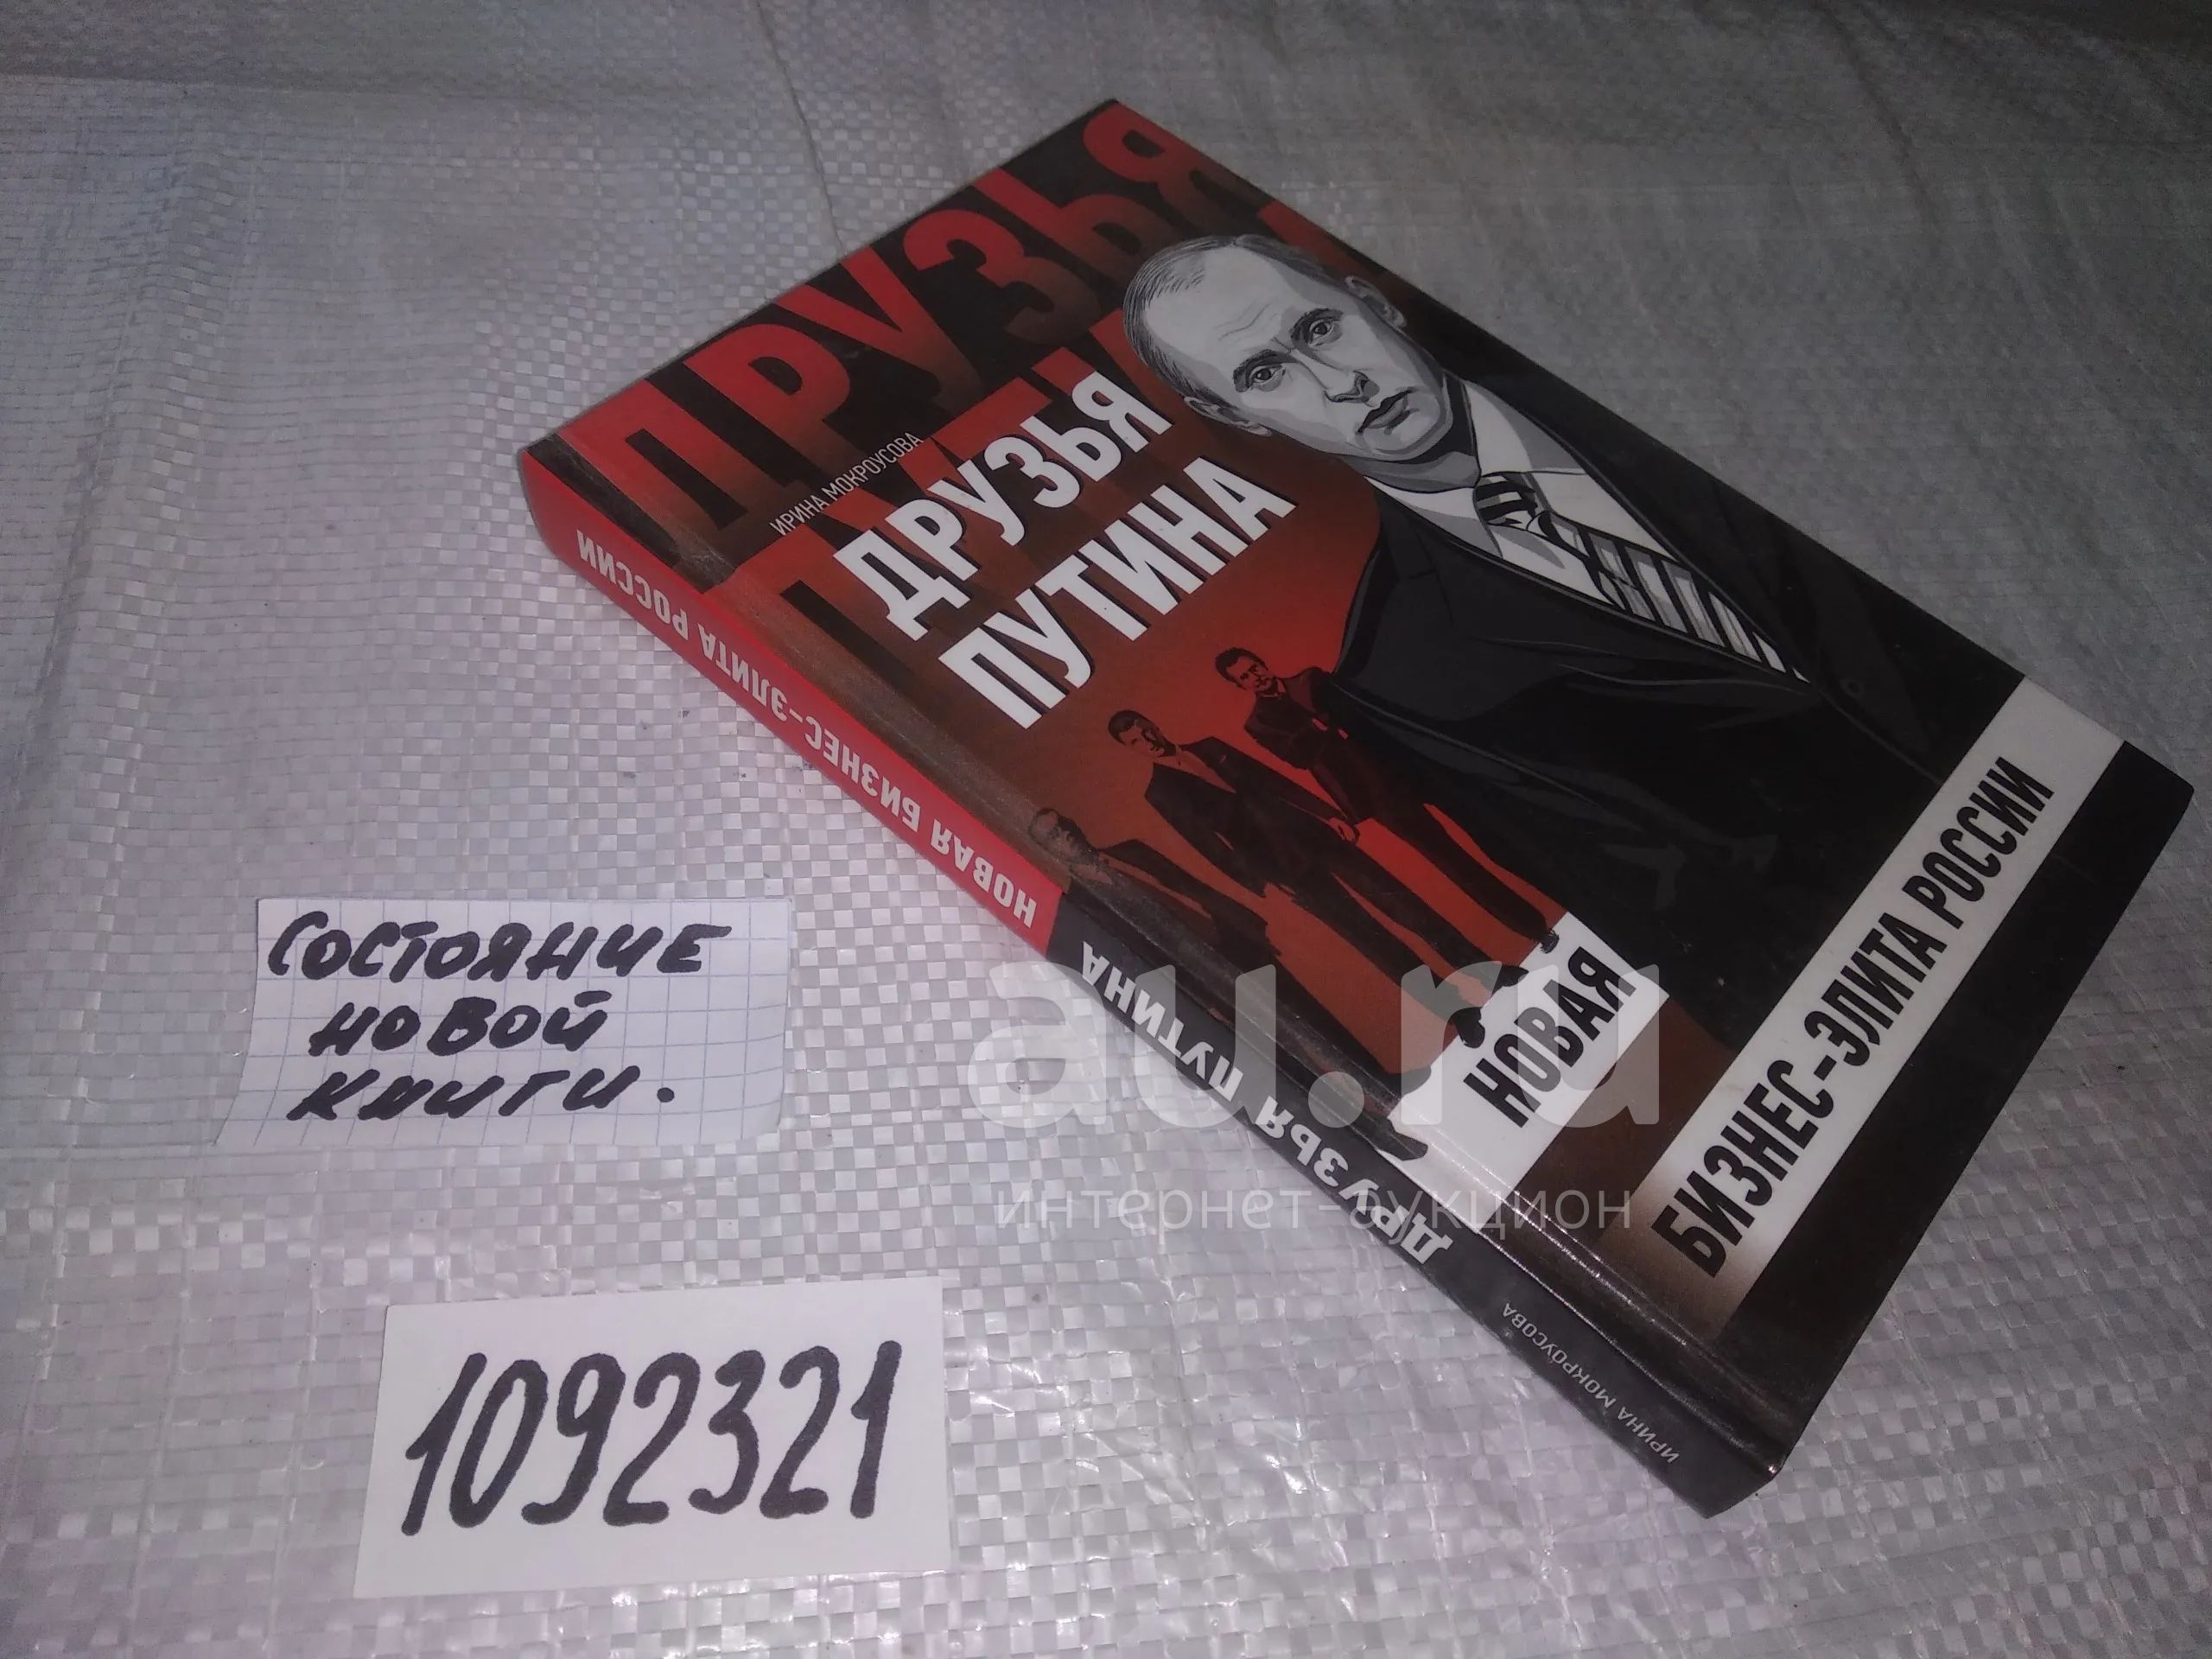 ДРУЗЬЯ
ИРИНА МОКРОУСОВА
ДРУЗЬЯ
ПУТИНА
НОВАЯ
БИЗНЕС-ЭЛИТА РОССИИ
ИРИНА МОКРОУСОВА
ДРУЗЬЯ ПУТИНА
НОВАЯ БИЗНЕС-ЭЛИТА РОССИИ
СОСТОЯНИЕ
НОВОЙ
КНИГИ.
1092321
au.ru
интернет-аукцион